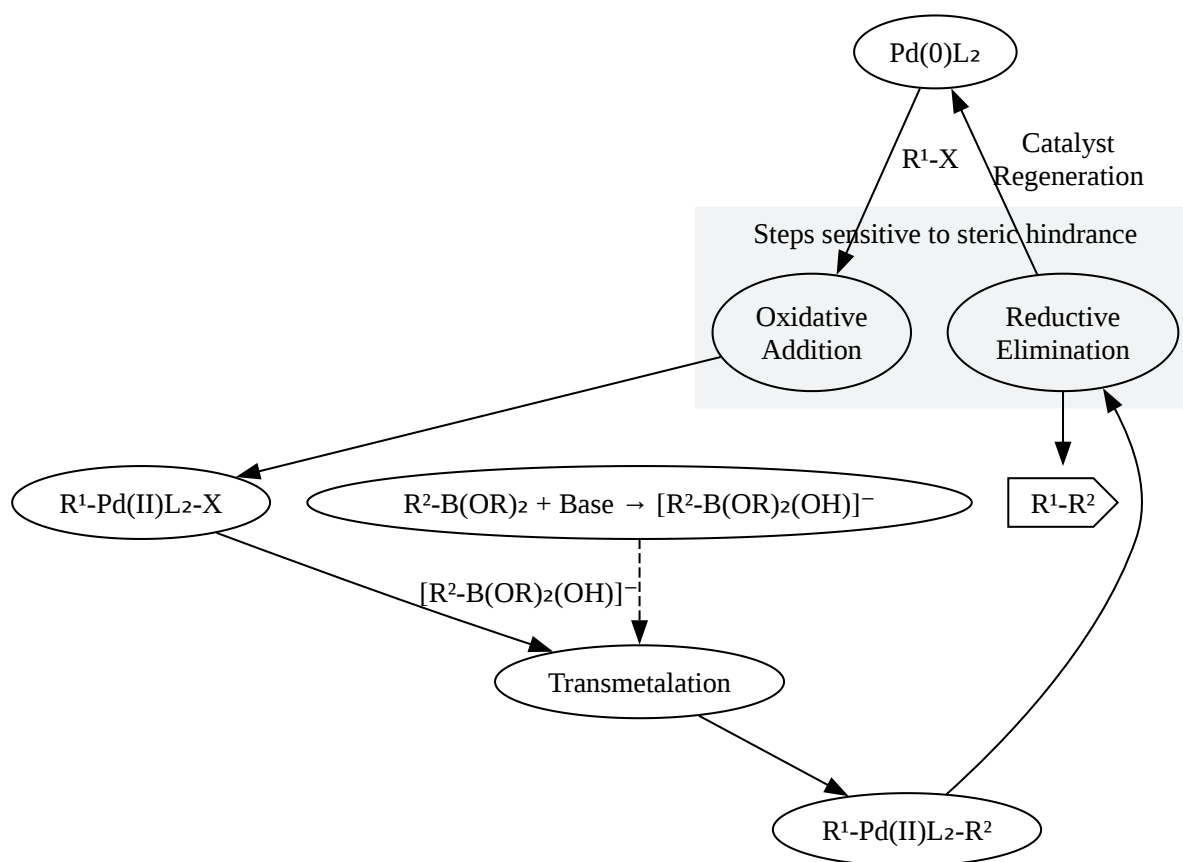 Pd(0)L₂
R¹-X
Catalyst
Regeneration
Steps sensitive to steric hindrance
Oxidative
Addition
Reductive
Elimination
R¹-Pd(II)L₂-X
R²-B(OR)₂ + Base → [R²-B(OR)₂(OH)]⁻
R¹-R²
[R²-B(OR)₂(OH)]⁻
Transmetalation
R¹-Pd(II)L₂-R²